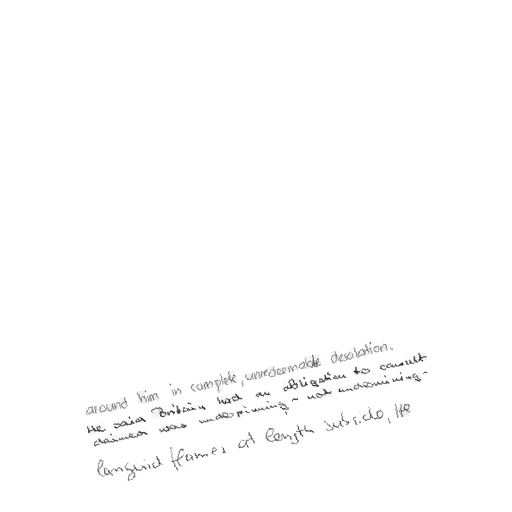 around him in complete, unredeemable desolation.
He said Britain had an obligation to consult
claimed was underpinning - not undermining -
languid flames at length subside, He